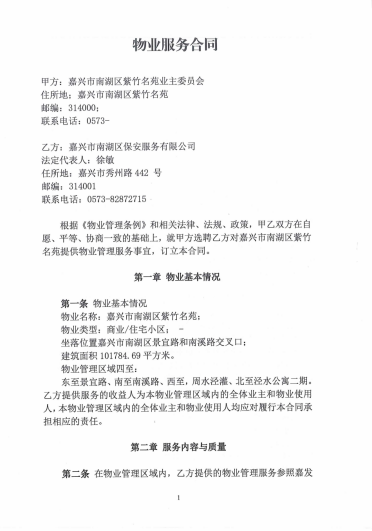 物业服务合同
甲方：嘉兴市南湖区紫竹名苑业主委员会
住所地：嘉兴市南湖区紫竹名苑
邮编：314000;
联系电话：0573-
乙方：嘉兴市南湖区保安服务有限公司
法定代表人：徐敏
任所地：嘉兴市秀州路442 号
邮编：314001
联系电话：0573-82872715
根据《物业管理条例》和相关法律、法规、政策，甲乙双方在自
愿、平等、协商一致的基础上，就甲方选聘乙方对嘉兴市南湖区紫竹
名苑提供物业管理服务事宜，订立本合同。
第一章 物业基本情况
第一条 物业基本情况
物业名称：嘉兴市南湖区紫竹名苑;
物业类型：商业/住宅小区； -
坐落位置嘉兴市南湖区景宜路和南溪路交叉口;
建筑面积101784.69 平方米。
物业管理区域四至：
东至景宜路、南至南溪路、西至，周水泾灌、北至泾水公寓二期，
乙方提供服务的收益人为本物业管理区域内的全体业主和物业使用
人，本物业管理区域内的全体业主和物业使用人均应对履行本合同承
担相应的责任。
第二章 服务内容与质量
第二条 在物业管理区域内，乙方提供的物业管理服务参照嘉发
1